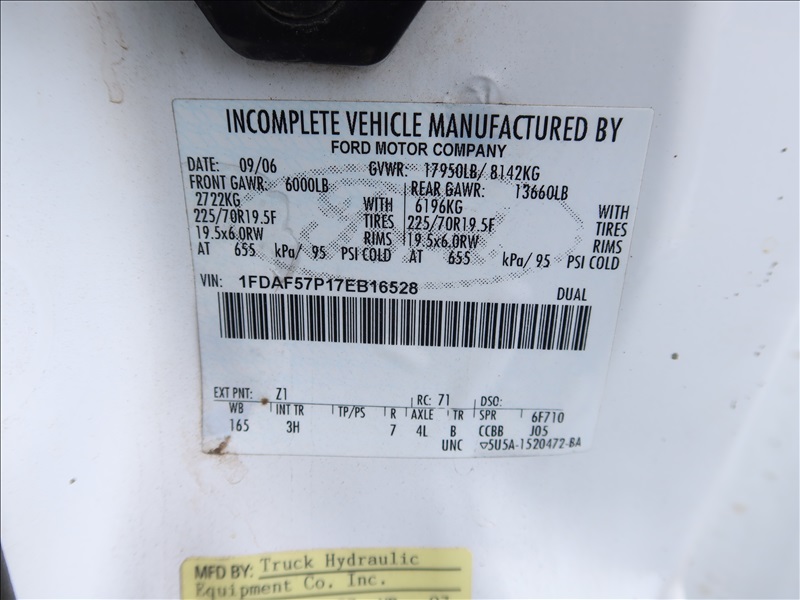 INCOMPLETE VEHICLE MANUFACTURED BY
FORD MOTOR COMPANY
DATE: 09/06 GVWR: 17950LB/ 8142KG
FRONT GAWR: 6000LB REAR GAWR: 13660LB
2722KG WITH 6196KG WITH
225/70R19.5F TIRES 225/70R19.5F TIRES
19.5x6.0RW RIMS 19.5x6.0RW RIMS
AT 655 kPa/ 95 PSI COLD AT 655 kPa/ 95 PSI COLD
VIN: 1FDAF57P17EB16528
DUAL
EXT PNT: Z1 RC: 71 DSO:
WB INT TR TP/PS R AXLE TR SPR 6F710
165 3H 7 4L B CCBB J05
UNC 5U5A-1520472-BA
MFD BY: Truck Hydraulic
Equipment Co. Inc.